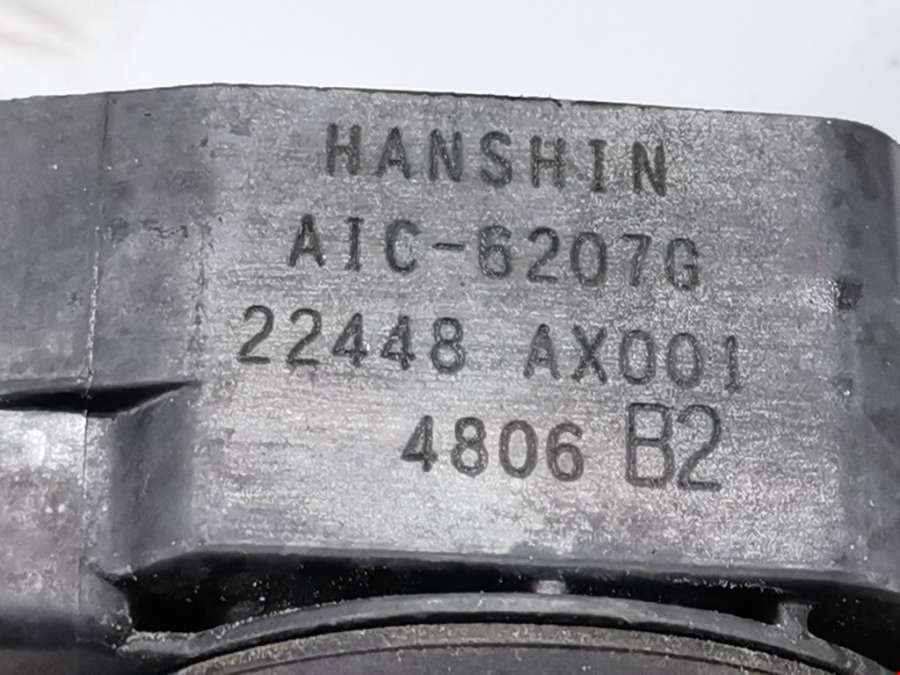 HANSHIN
AIC-6207G
22448 AX001
4806 B2